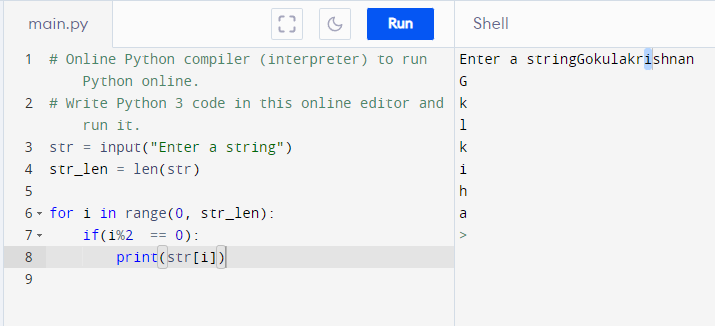 main.py
Run
Shell
1 # Online Python compiler (interpreter) to run
Python online.
2 # Write Python 3 code in this online editor and
run it.
3 str = input("Enter a string")
4 str_len = len(str)
5
6 for i in range(0, str_len):
7 if(i%2  == 0):
8 print(str[i])
9
Enter a stringGokulakrishnan
G
k
l
k
i
h
a
>